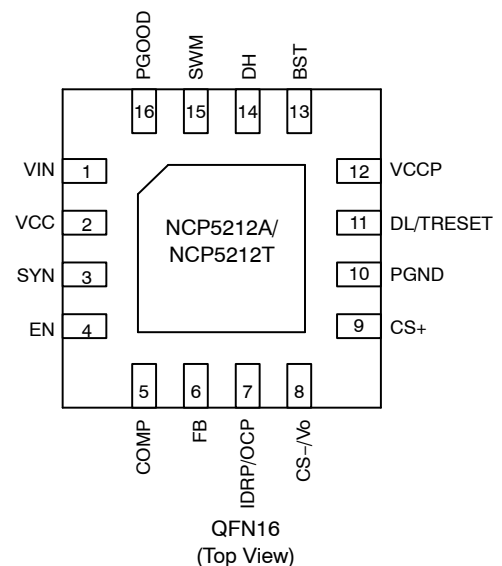 PGOOD
SWM
DH
BST
16
15
14
13
VIN
1
12
VCCP
VCC
2
NCP5212A/
NCP5212T
11
DL/TRESET
SYN
3
10
PGND
EN
4
9
CS+
5
6
7
8
COMP
FB
IDRP/OCP
CS−/Vo
QFN16
(Top View)